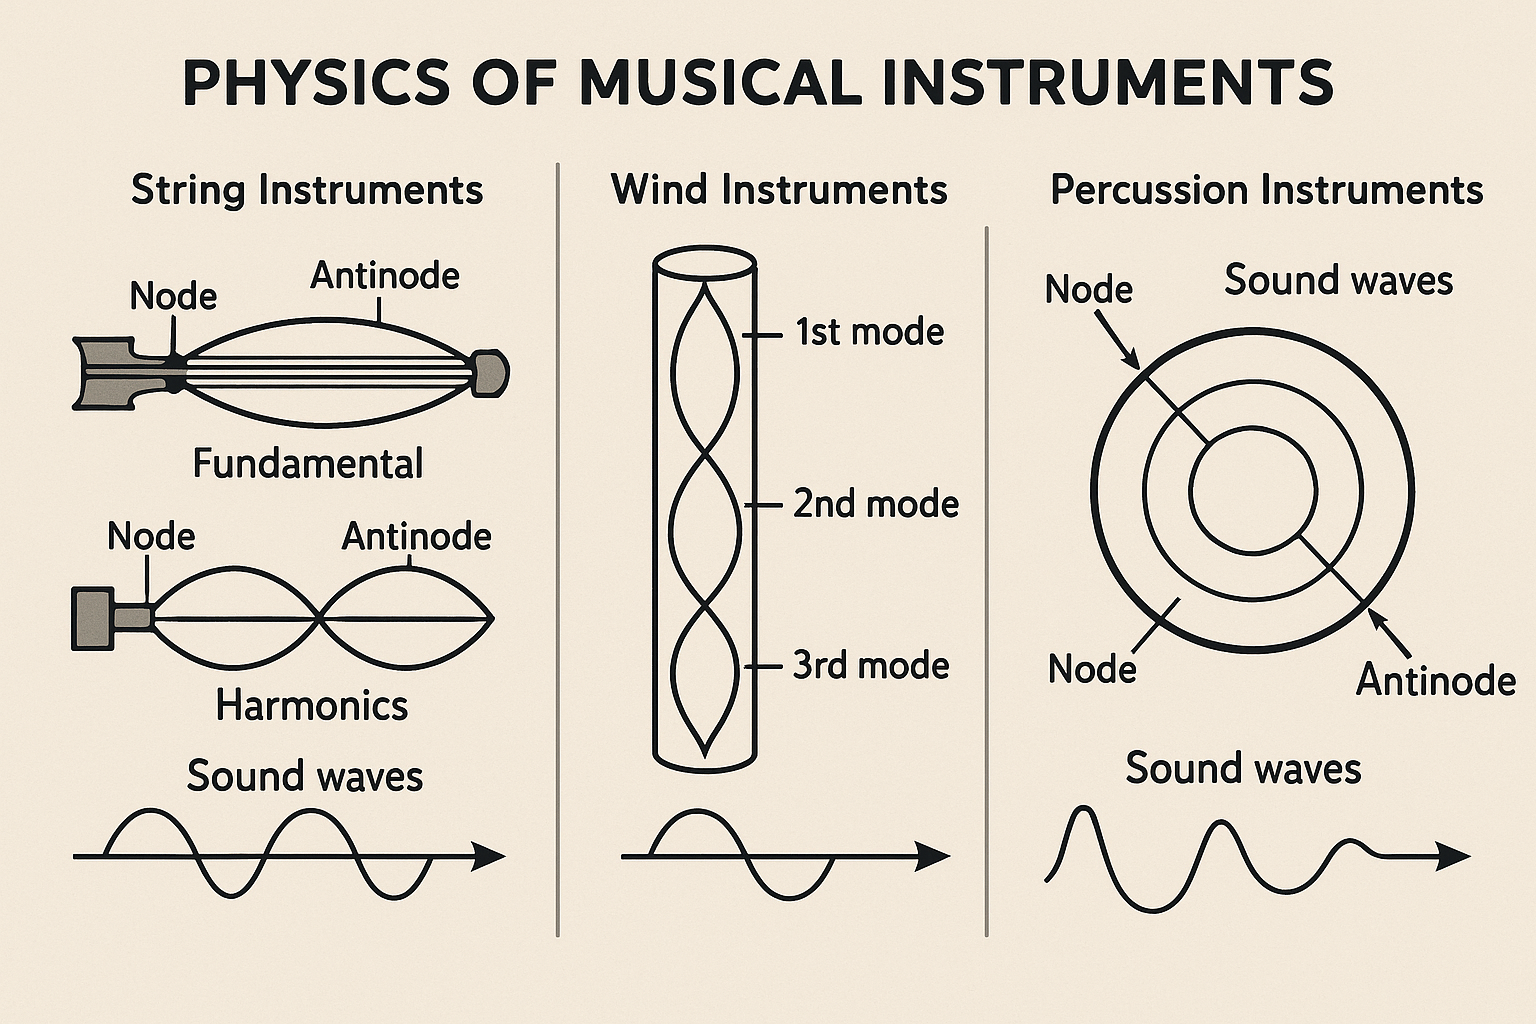 PHYSICS OF MUSICAL INSTRUMENTS
String Instruments
Node
Antinode
Fundamental
Node
Antinode
Harmonics
Sound waves
Wind Instruments
1st mode
2nd mode
3rd mode
Percussion Instruments
Node
Sound waves
Node
Antinode
Sound waves